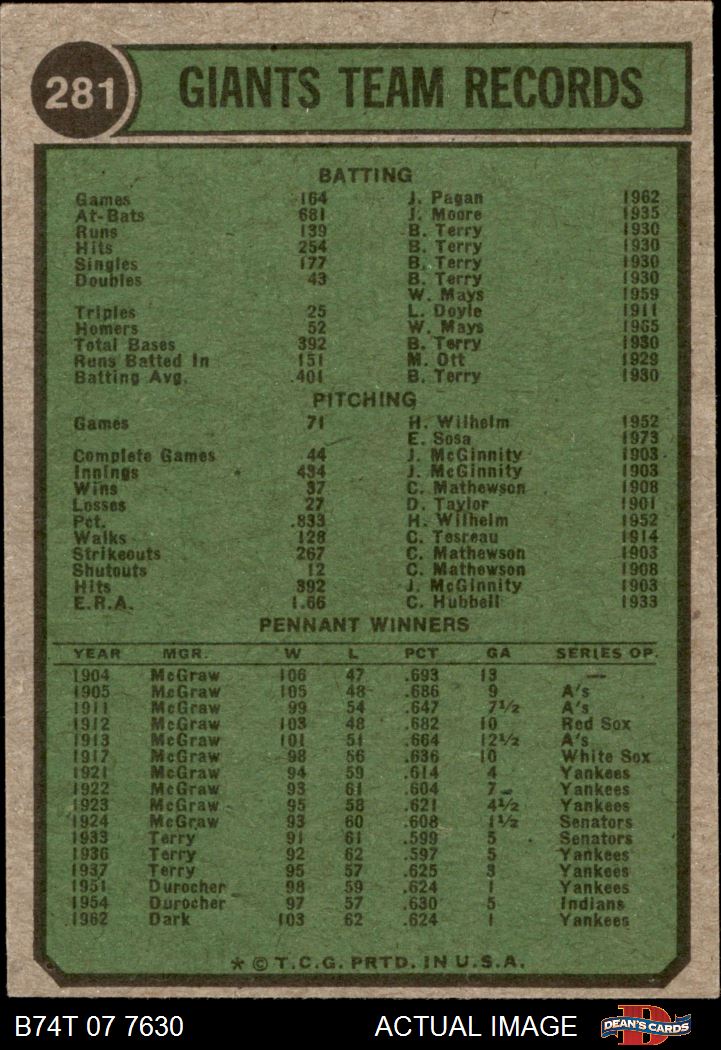 281 GIANTS TEAM RECORDS
BATTING
Games 164 J. Pagan 1962
At-Bats 681 J. Moore 1935
Runs 139 B. Terry 1930
Hits 254 B. Terry 1930
Singles 177 B. Terry 1930
Doubles 43 B. Terry 1930
W. Mays 1959
Triples 25 L. Doyle 1911
Homers 52 W. Mays 1965
Total Bases 392 B. Terry 1930
Runs Batted In 151 M. Ott 1929
Batting Avg. .401 B. Terry 1930
PITCHING
Games 71 H. Wilhelm 1952
E. Sosa 1973
Complete Games 44 J. McGinnity 1903
Innings 434 J. McGinnity 1903
Wins 37 C. Mathewson 1908
Losses 27 D. Taylor 1901
Pct. .833 H. Wilhelm 1952
Walks 128 C. Tesreau 1914
Strikeouts 267 C. Mathewson 1903
Shutouts 12 C. Mathewson 1908
Hits 392 J. McGinnity 1903
E.R.A. 1.66 C. Hubbell 1933
PENNANT WINNERS
YEAR MGR. W L PCT GA SERIES OP.
1904 McGraw 106 47 .693 13 —
1905 McGraw 105 48 .686 9 A's
1911 McGraw 99 54 .647 7½ A's
1912 McGraw 103 48 .682 10 Red Sox
1913 McGraw 101 51 .664 12½ A's
1917 McGraw 98 56 .636 10 White Sox
1921 McGraw 94 59 .614 4 Yankees
1922 McGraw 93 61 .604 7 Yankees
1923 McGraw 95 58 .621 4½ Yankees
1924 McGraw 93 60 .608 1½ Senators
1933 Terry 91 61 .599 5 Senators
1936 Terry 92 62 .597 5 Yankees
1937 Terry 95 57 .625 3 Yankees
1951 Durocher 98 59 .624 1 Yankees
1954 Durocher 97 57 .630 5 Indians
1962 Dark 103 62 .624 1 Yankees
* © T.C.G. PRTD. IN U.S.A.
B74T 07 7630 ACTUAL IMAGE D DEAN'S CARDS